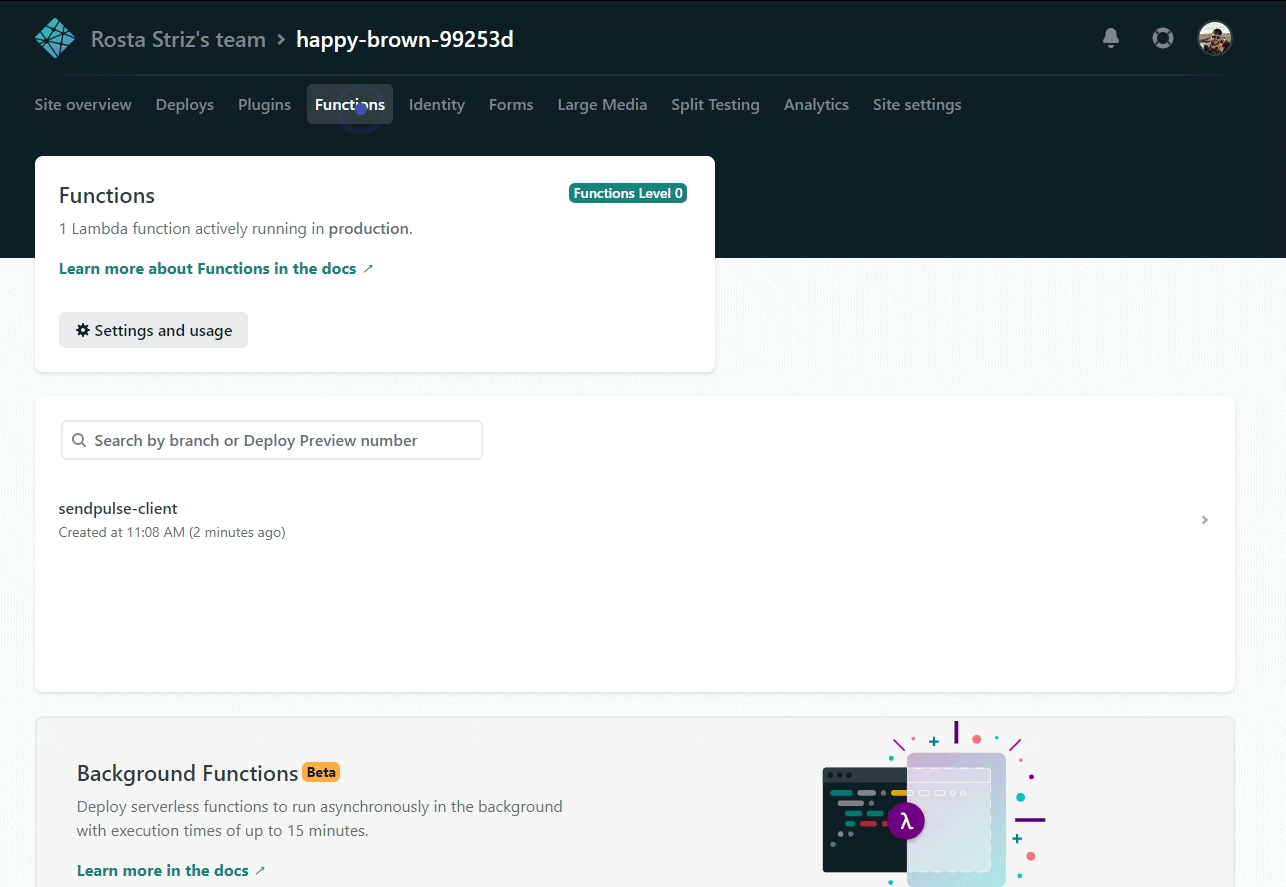 Rosta Striz's team > happy-brown-99253d
Site overview Deploys Plugins Functions Identity Forms Large Media Split Testing Analytics Site settings
Functions
Functions Level 0
1 Lambda function actively running in production.
Learn more about Functions in the docs ↗
Settings and usage
Search by branch or Deploy Preview number
sendpulse-client
Created at 11:08 AM (2 minutes ago)
Background Functions Beta
Deploy serverless functions to run asynchronously in the background
with execution times of up to 15 minutes.
λ
Learn more in the docs ↗